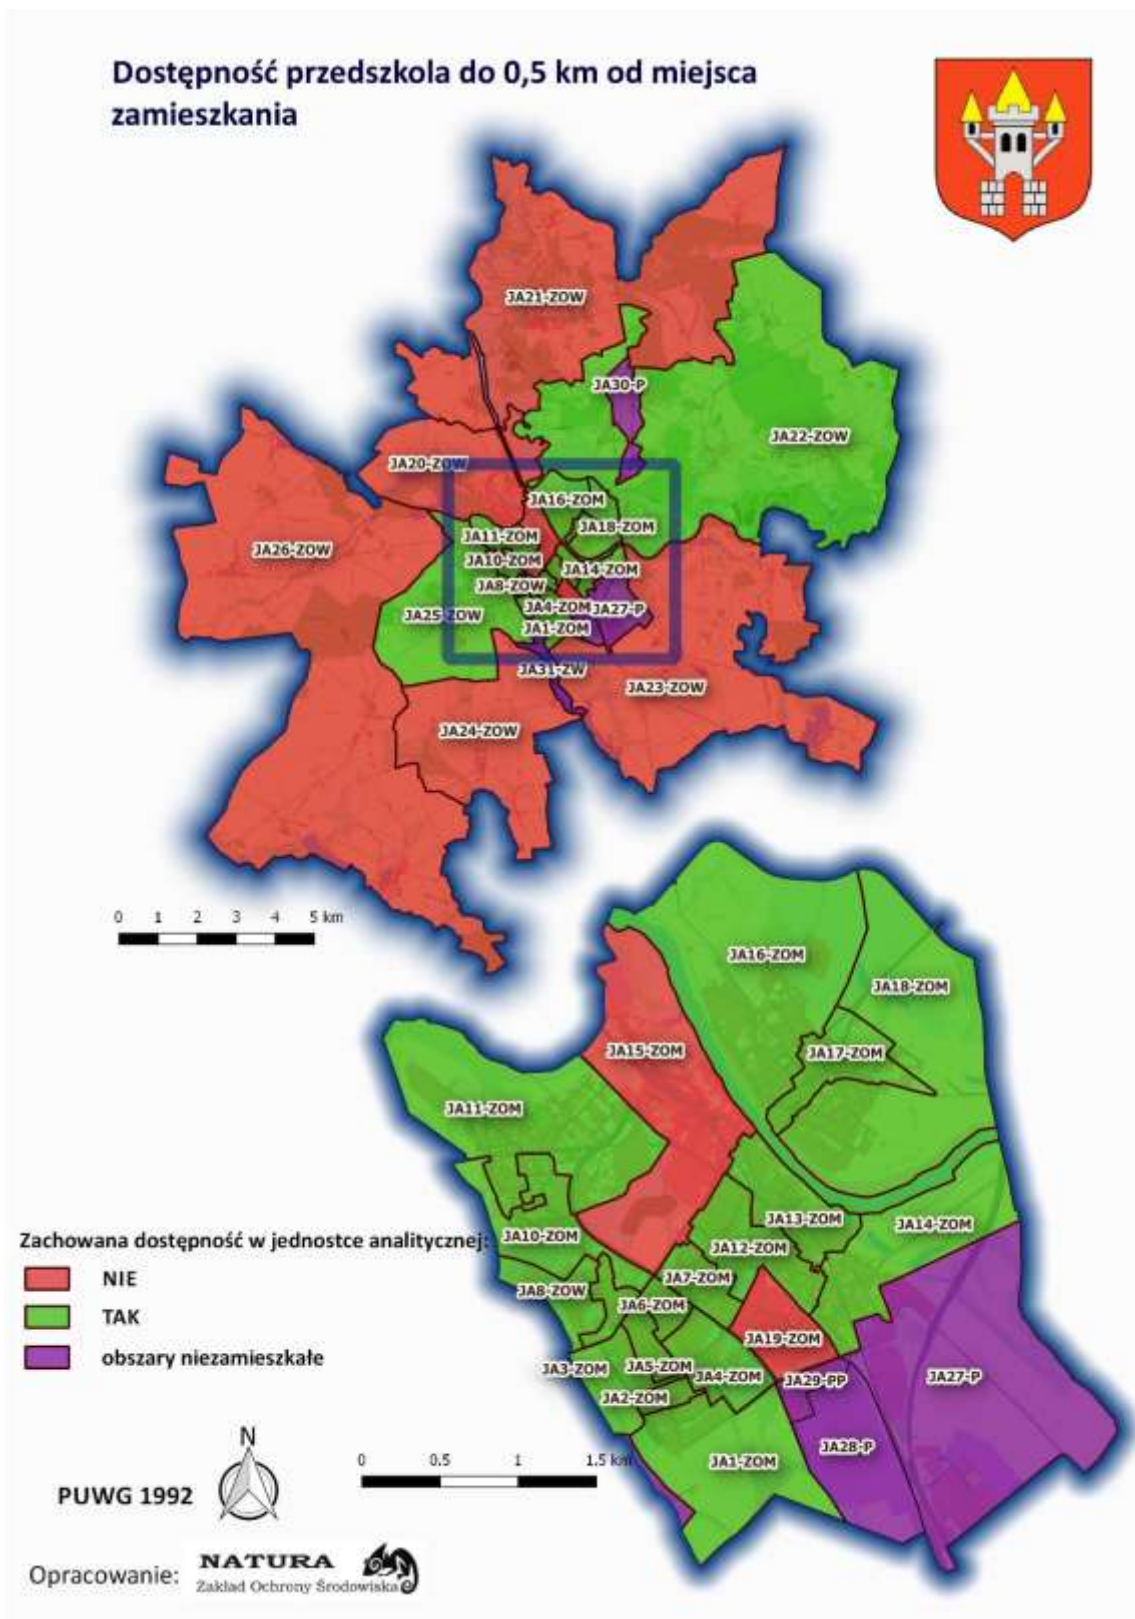 Dostępność przedszkola do 0,5 km od miejsca
zamieszkania
JA21-ZOW
JA30-P
JA22-ZOW
JA20-ZOW
JA16-ZOM
JA18-ZOM
JA11-ZOM
JA26-ZOW
JA10-ZOM
JA14-ZOM
JA8-ZOW
JA25-ZOW
JA4-ZOM
JA27-P
JA1-ZOM
JA31-ZW
JA23-ZOW
JA24-ZOW
0 1 2 3 4 5 km
JA16-ZOM
JA18-ZOM
JA15-ZOM
JA17-ZOM
JA11-ZOM
JA13-ZOM
JA14-ZOM
JA10-ZOM
JA12-ZOM
JA7-ZOM
JA8-ZOW
JA6-ZOM
JA19-ZOM
JA3-ZOM
JA5-ZOM
JA4-ZOM
JA29-PP
JA27-P
JA2-ZOM
JA28-P
JA1-ZOM
Zachowana dostępność w jednostce analitycznej:
NIE
TAK
obszary niezamieszkałe
0 0.5 1 1.5 km
N
PUWG 1992
Opracowanie:
NATURA
Zakład Ochrony Środowiska